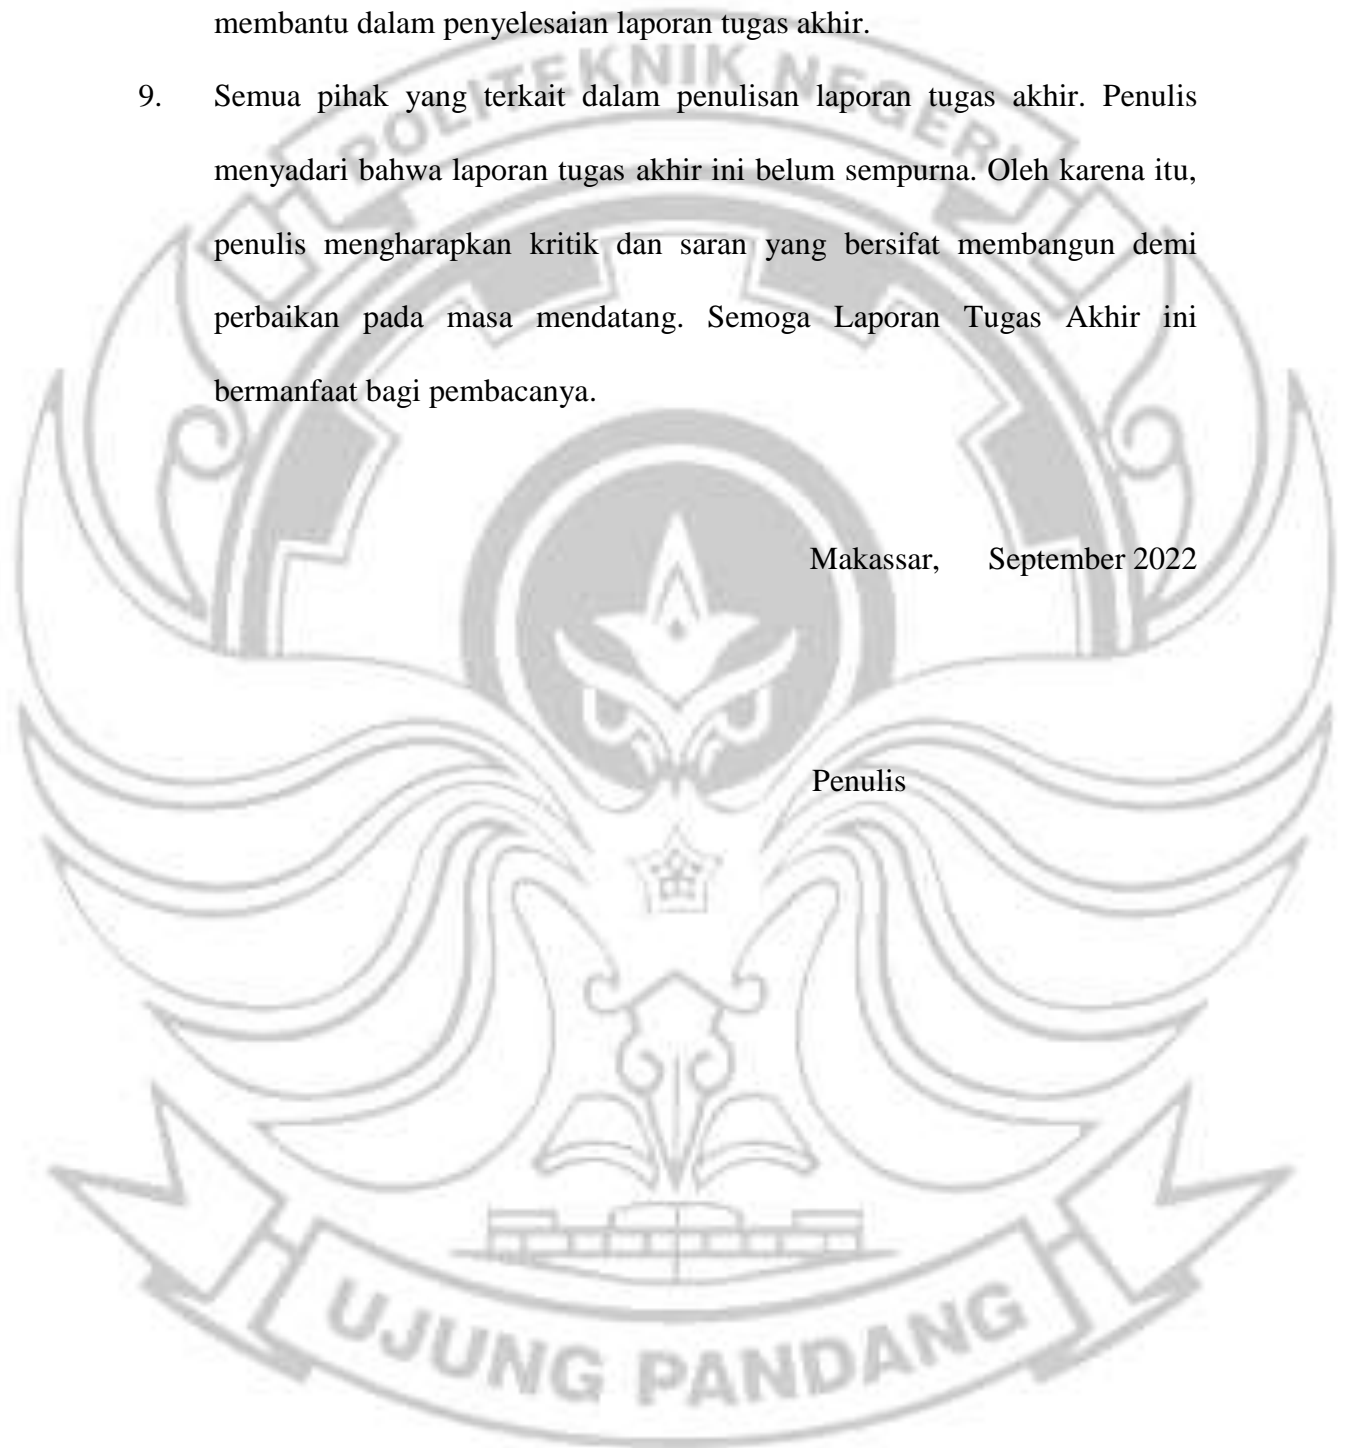 membantu dalam penyelesaian laporan tugas akhir.
9. Semua pihak yang terkait dalam penulisan laporan tugas akhir. Penulis
menyadari bahwa laporan tugas akhir ini belum sempurna. Oleh karena itu,
penulis mengharapkan kritik dan saran yang bersifat membangun demi
perbaikan pada masa mendatang. Semoga Laporan Tugas Akhir ini
bermanfaat bagi pembacanya.
Makassar, September 2022
Penulis
POLITEKNIK NEGERI
UJUNG PANDANG